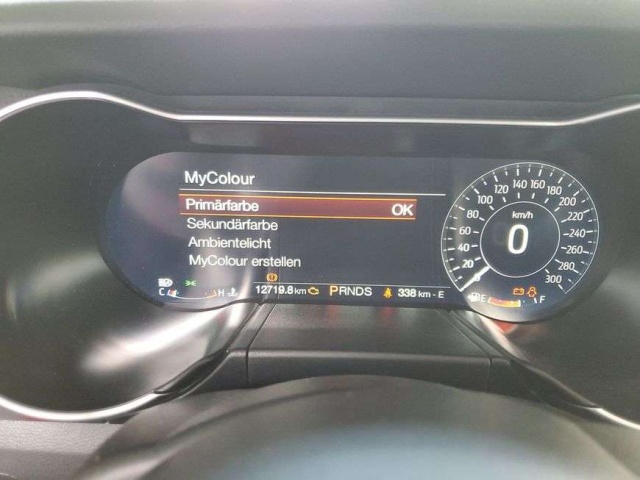 MyColour
Primärfarbe OK
Sekundärfarbe
Ambientelicht
MyColour erstellen
C H 12719.8 km PRNDS 338 km - E
20 40 60 80 100 120 140 160 180 200 220 240 260 280 300
km/h
0
E F